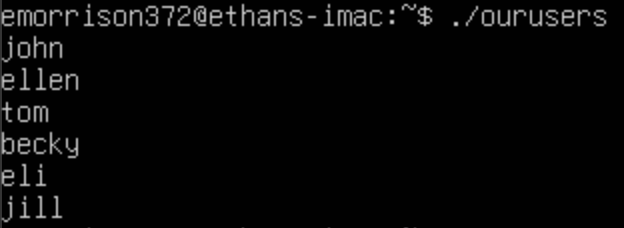 emorrison372@ethans-imac:~$ ./ourusers
john
ellen
tom
becky
eli
jill